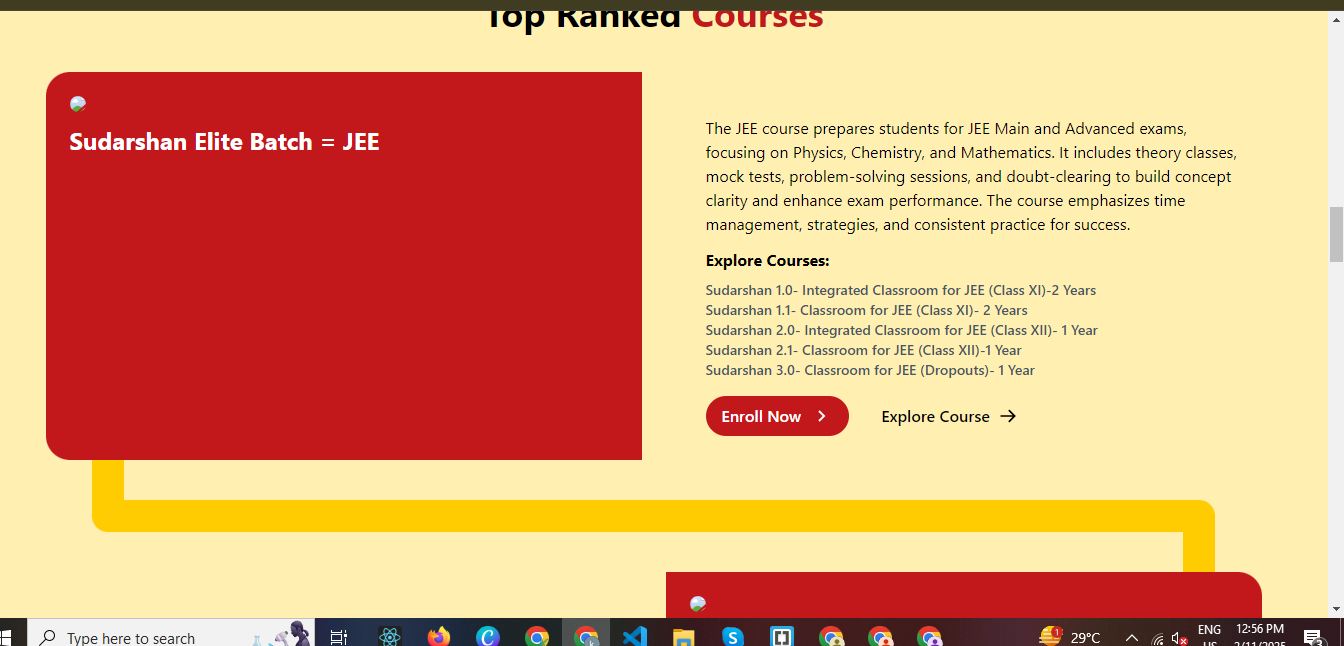 Top Ranked Courses
Sudarshan Elite Batch = JEE
The JEE course prepares students for JEE Main and Advanced exams,
focusing on Physics, Chemistry, and Mathematics. It includes theory classes,
mock tests, problem-solving sessions, and doubt-clearing to build concept
clarity and enhance exam performance. The course emphasizes time
management, strategies, and consistent practice for success.
Explore Courses:
Sudarshan 1.0- Integrated Classroom for JEE (Class XI)-2 Years
Sudarshan 1.1- Classroom for JEE (Class XI)- 2 Years
Sudarshan 2.0- Integrated Classroom for JEE (Class XII)- 1 Year
Sudarshan 2.1- Classroom for JEE (Class XII)-1 Year
Sudarshan 3.0- Classroom for JEE (Dropouts)- 1 Year
Enroll Now
Explore Course
Type here to search
1
29°C
ENG
US
12:56 PM
2/11/2025
3